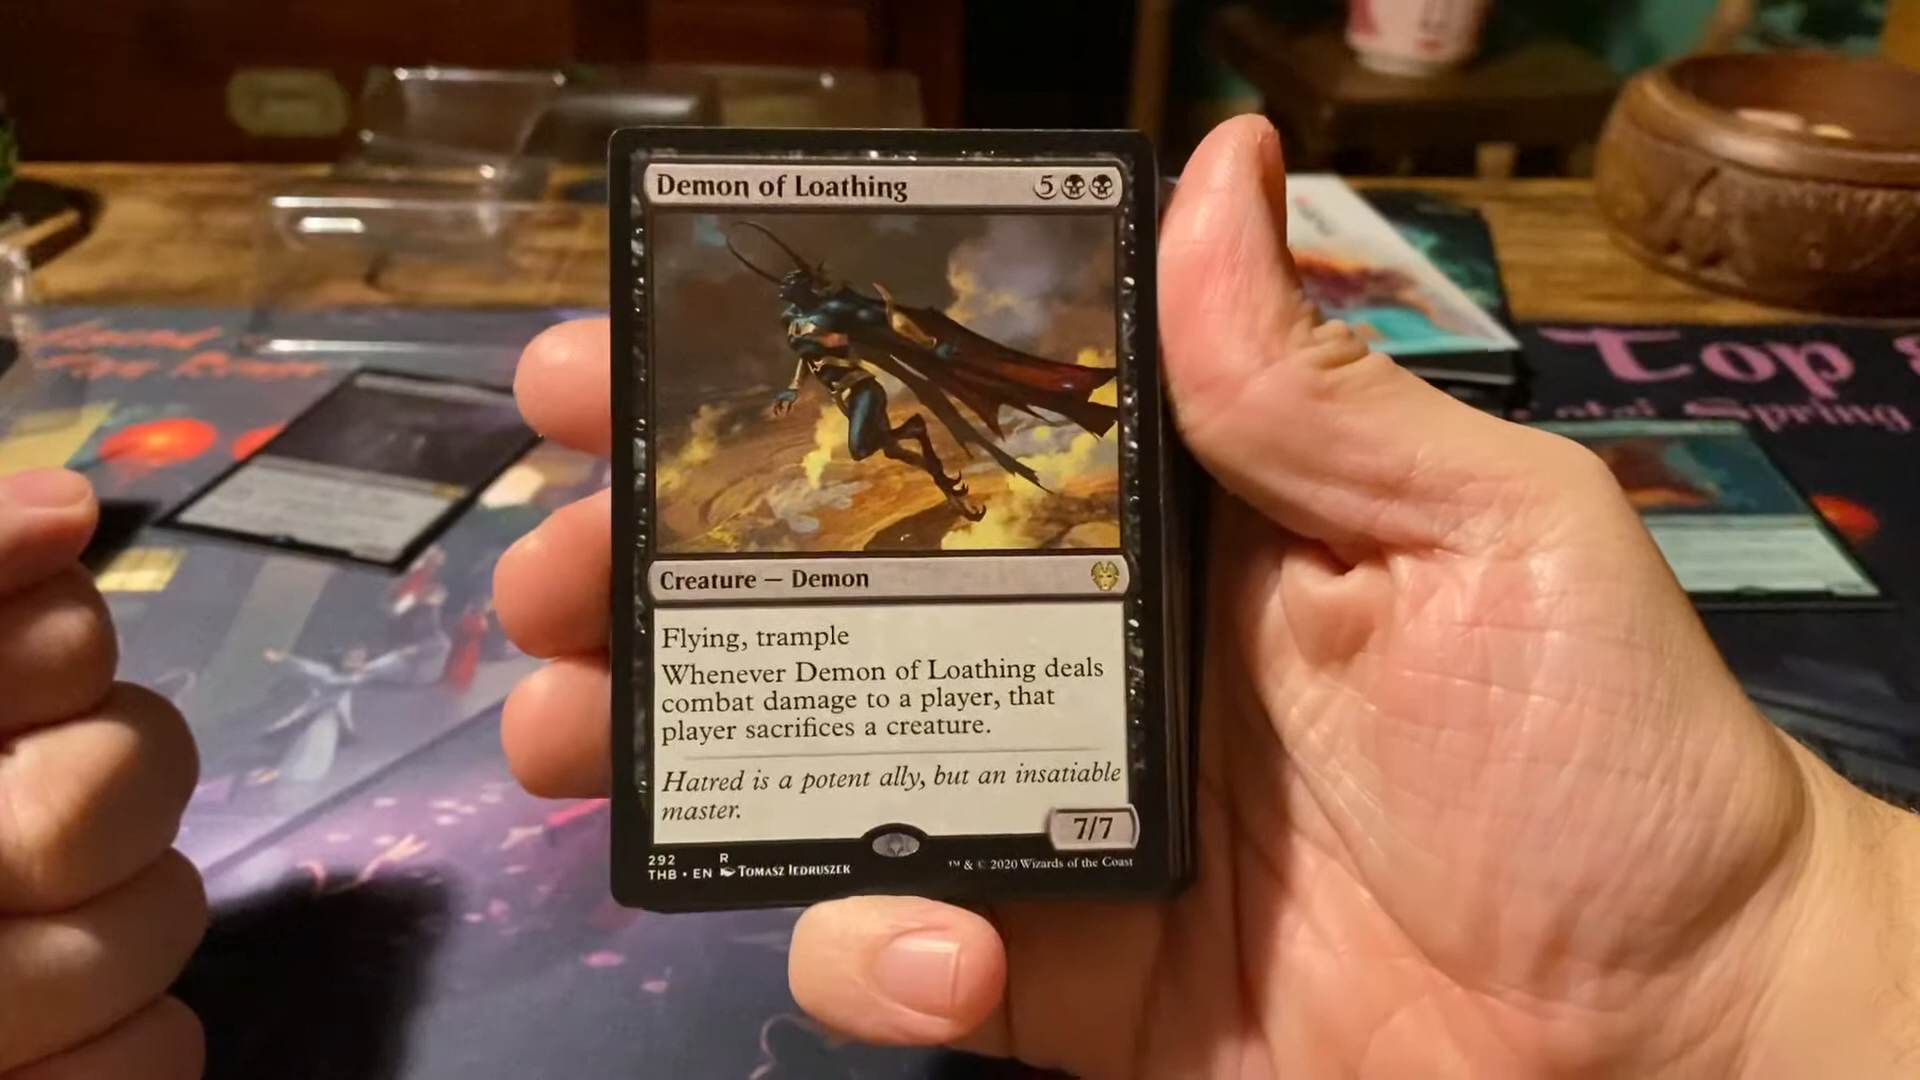 Demon of Loathing 5
Creature — Demon
Flying, trample
Whenever Demon of Loathing deals
combat damage to a player, that
player sacrifices a creature.
Hatred is a potent ally, but an insatiable
master.
7/7
292 R
THB • EN TOMASZ JEDRUSZEK
™ & © 2020 Wizards of the Coast
Top
Spring